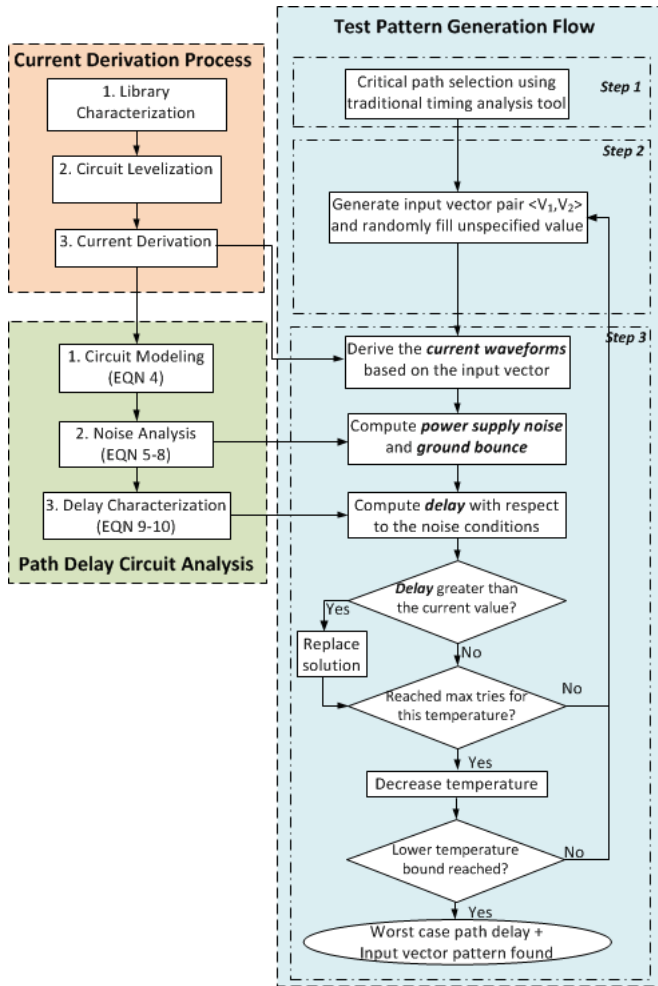 Current Derivation Process
1. Library
Characterization
2. Circuit Levelization
3. Current Derivation
1. Circuit Modeling
(EQN 4)
2. Noise Analysis
(EQN 5-8)
3. Delay Characterization
(EQN 9-10)
Path Delay Circuit Analysis
Test Pattern Generation Flow
Step 1
Critical path selection using
traditional timing analysis tool
Step 2
Generate input vector pair <V₁,V₂>
and randomly fill unspecified value
Step 3
Derive the current waveforms
based on the input vector
Compute power supply noise
and ground bounce
Compute delay with respect
to the noise conditions
Delay greater than
the current value?
Yes
Replace
solution
No
Reached max tries for
this temperature?
No
Yes
Decrease temperature
Lower temperature
bound reached?
No
Yes
Worst case path delay +
Input vector pattern found